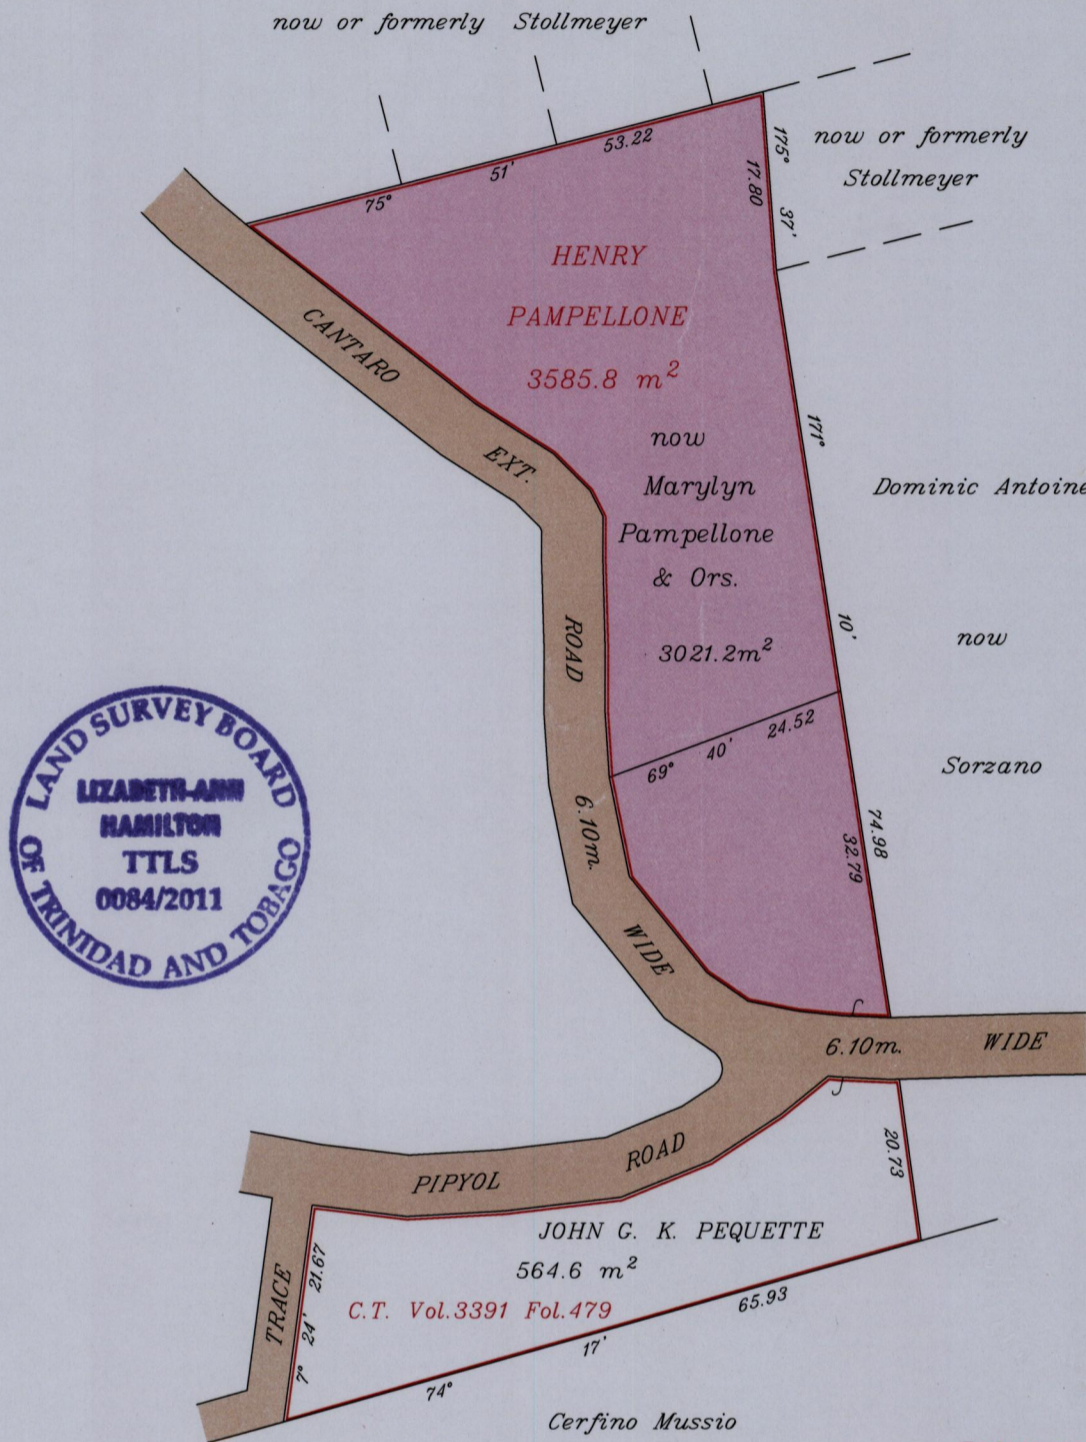 now or formerly Stollmeyer
75° 51' 53.22
175° 37'
17.80
now or formerly
Stollmeyer
HENRY
PAMPELLONE
3585.8 m²
now
Marylyn
Pampellone
& Ors.
3021.2m²
171° 10'
74.98
32.79
Dominic Antoine
now
Sorzano
69° 40' 24.52
CANTARO
EXT.
ROAD
6.10m.
WIDE
LAND SURVEY BOARD
OF TRINIDAD AND TOBAGO
LIZABETH-ANN
HAMILTON
TTLS
0084/2011
6.10m. WIDE
PIPYOL ROAD
20.73
JOHN G. K. PEQUETTE
564.6 m²
C.T. Vol.3391 Fol.479
TRACE
7° 24' 21.67
74° 17' 65.93
Cerfino Mussio